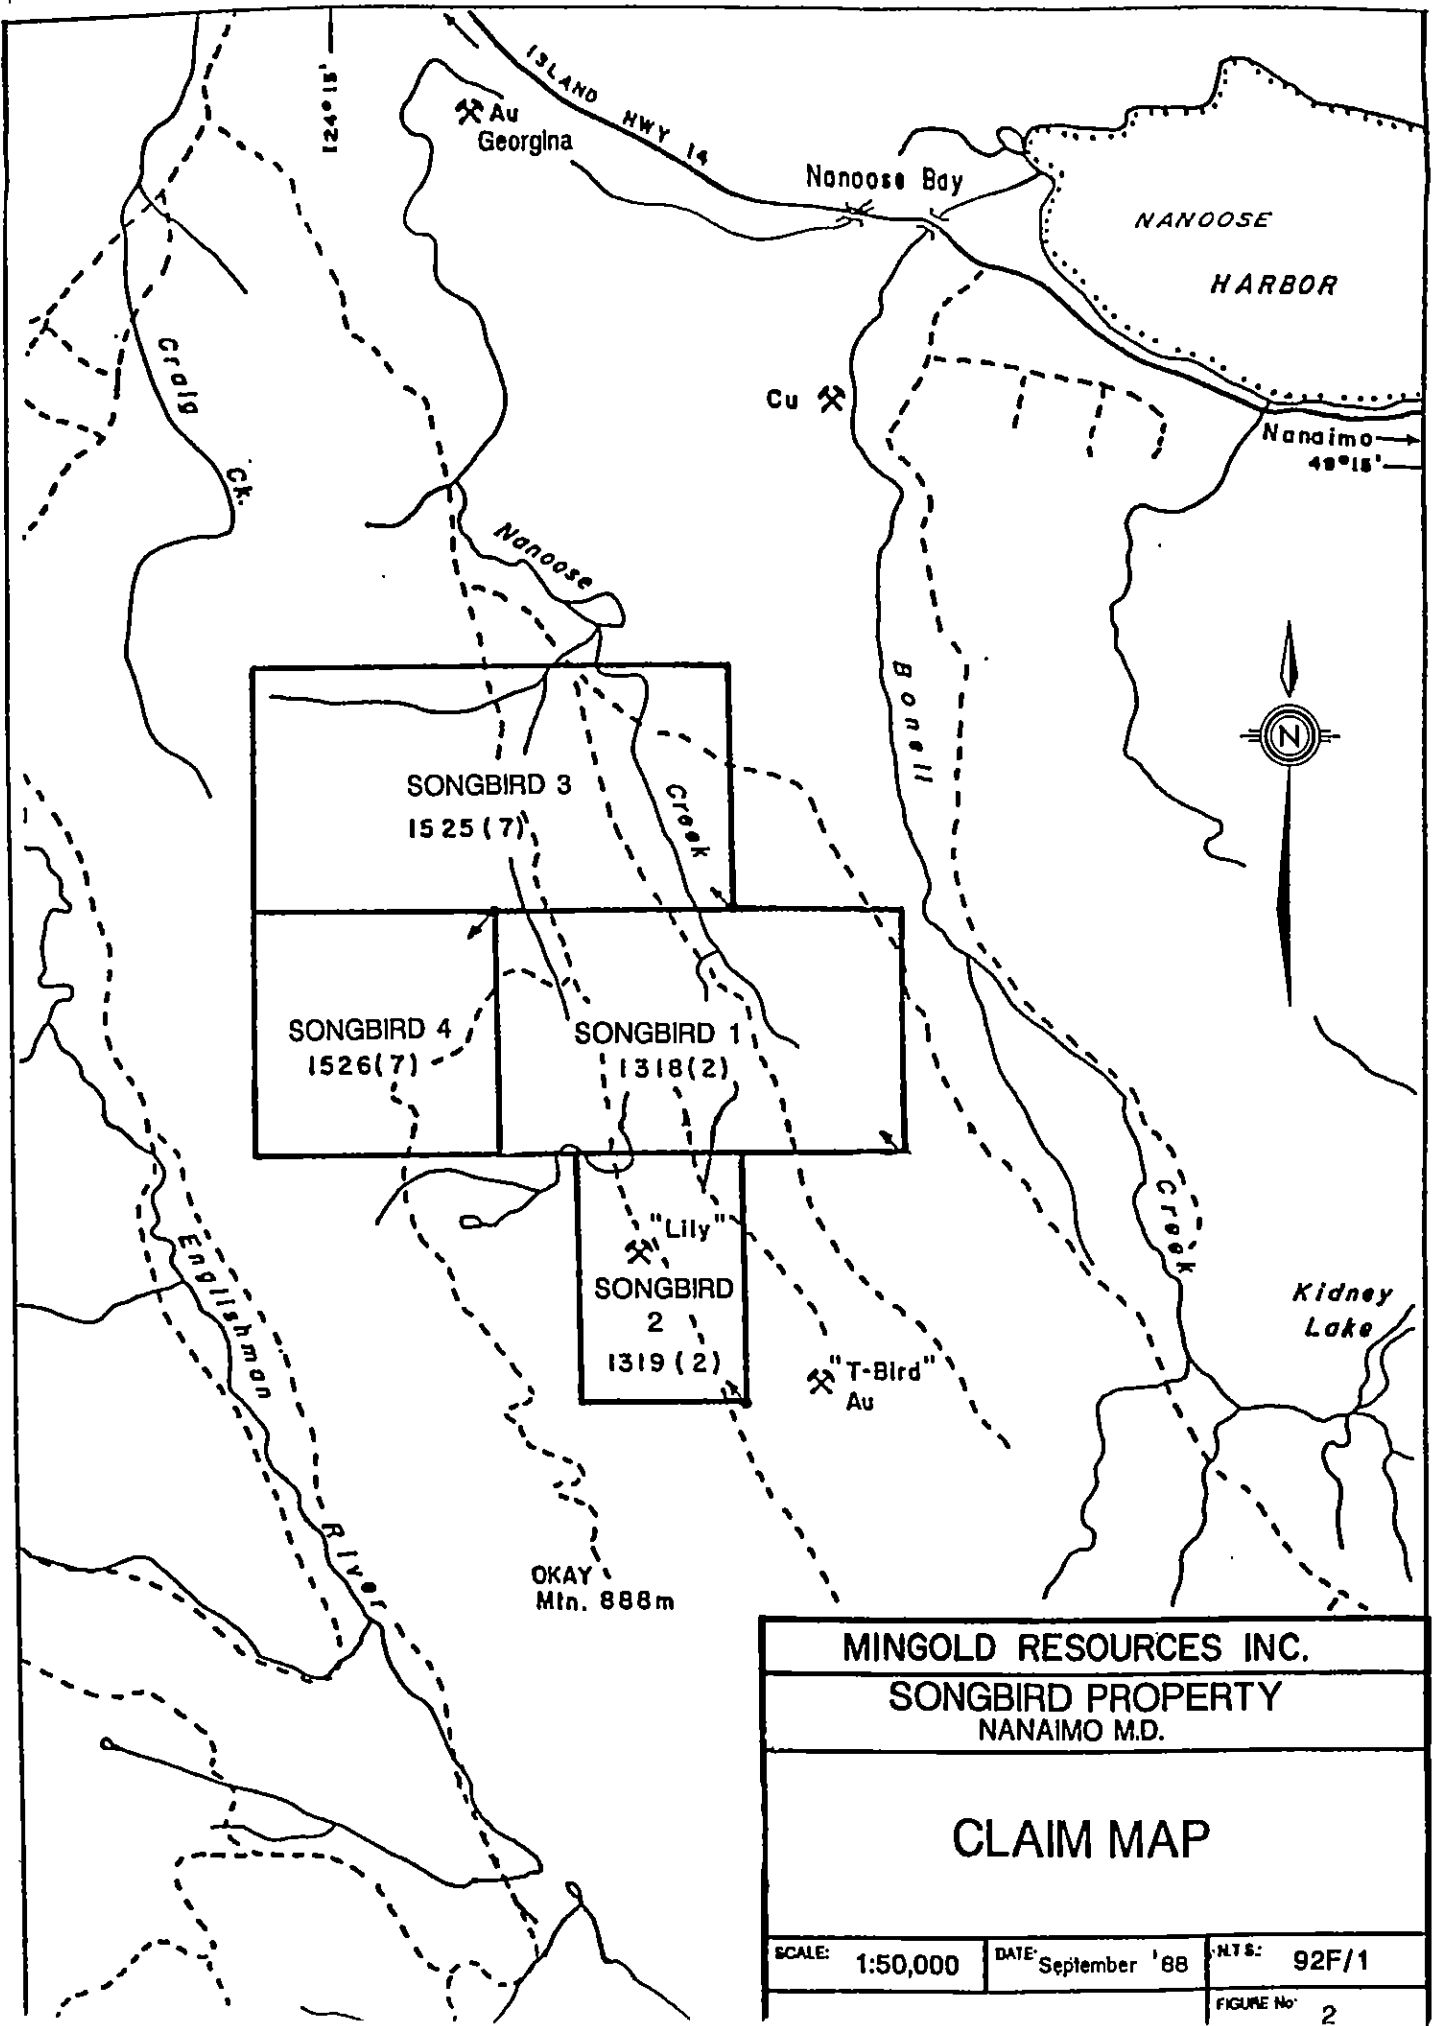 124°15'
ISLAND HWY 14
Au
Georgina
Nanoose Bay
NANOOSE
HARBOR
Craig Ck.
Cu
Nanaimo
49°15'
Nanoose Creek
Bonell Creek
N
SONGBIRD 3
1525(7)
SONGBIRD 4
1526(7)
SONGBIRD 1
1318(2)
"Lily"
SONGBIRD
2
1319(2)
"T-Bird"
Au
Englishman River
Kidney
Lake
OKAY
Mtn. 888m
MINGOLD RESOURCES INC.
SONGBIRD PROPERTY
NANAIMO M.D.
CLAIM MAP
SCALE: 1:50,000
DATE: September '88
N.T.S.: 92F/1
FIGURE No. 2